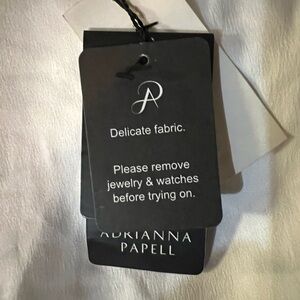 Delicate fabric.
Please remove
jewelry & watches
before trying on.
ADRIANNA
PAPELL